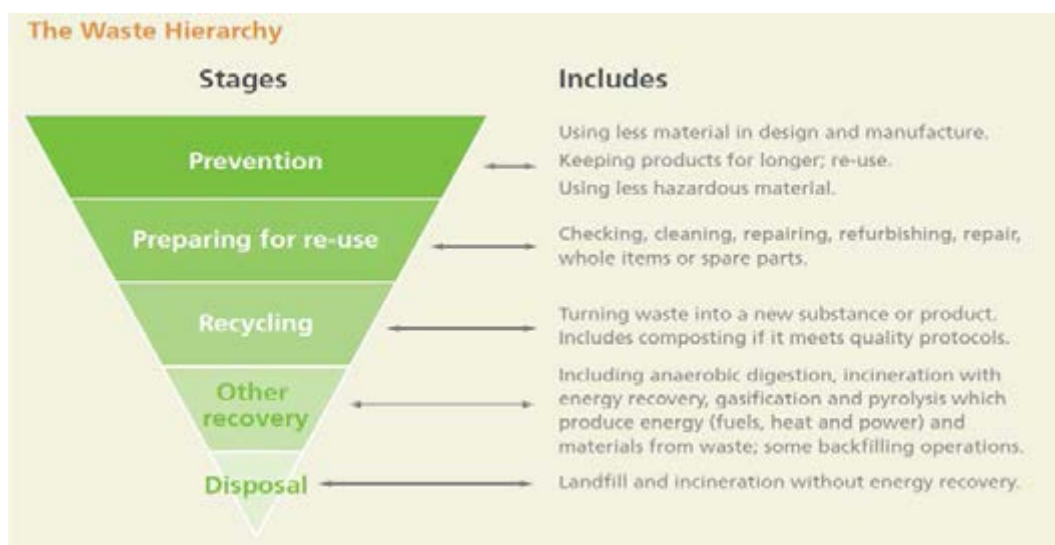 The Waste Hierarchy
Stages
Includes
Prevention
Using less material in design and manufacture.
Keeping products for longer; re-use.
Using less hazardous material.
Preparing for re-use
Checking, cleaning, repairing, refurbishing, repair,
whole items or spare parts.
Recycling
Turning waste into a new substance or product.
Includes composting if it meets quality protocols.
Other
recovery
Including anaerobic digestion, incineration with
energy recovery, gasification and pyrolysis which
produce energy (fuels, heat and power) and
materials from waste; some backfilling operations.
Disposal
Landfill and incineration without energy recovery.